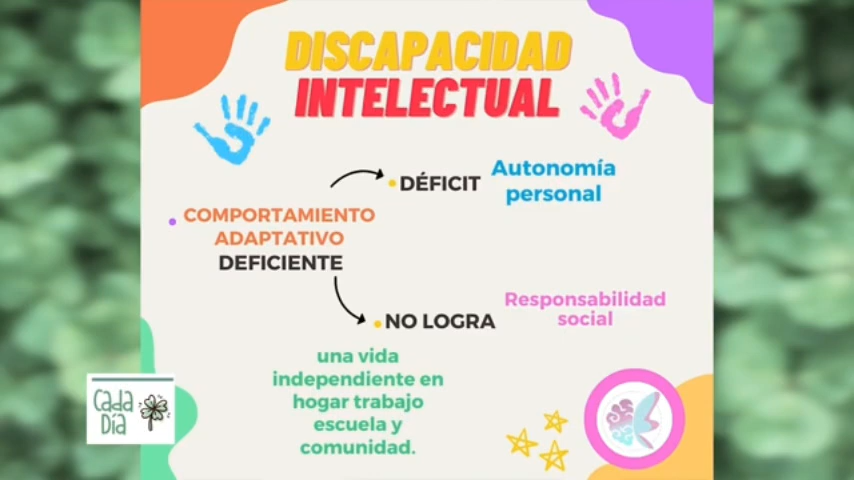 DISCAPACIDAD
INTELECTUAL
DÉFICIT
Autonomía
personal
COMPORTAMIENTO
ADAPTATIVO
DEFICIENTE
NO LOGRA
Responsabilidad
social
una vida
independiente en
hogar trabajo
escuela y
comunidad.
Cada
Día